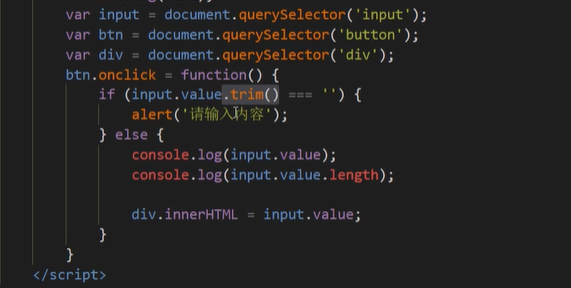 var input = document.querySelector('input');
var btn = document.querySelector('button');
var div = document.querySelector('div');
btn.onclick = function() {
if (input.value.trim() === '') {
alert('请输入内容');
} else {
console.log(input.value);
console.log(input.value.length);
div.innerHTML = input.value;
}
}
</script>